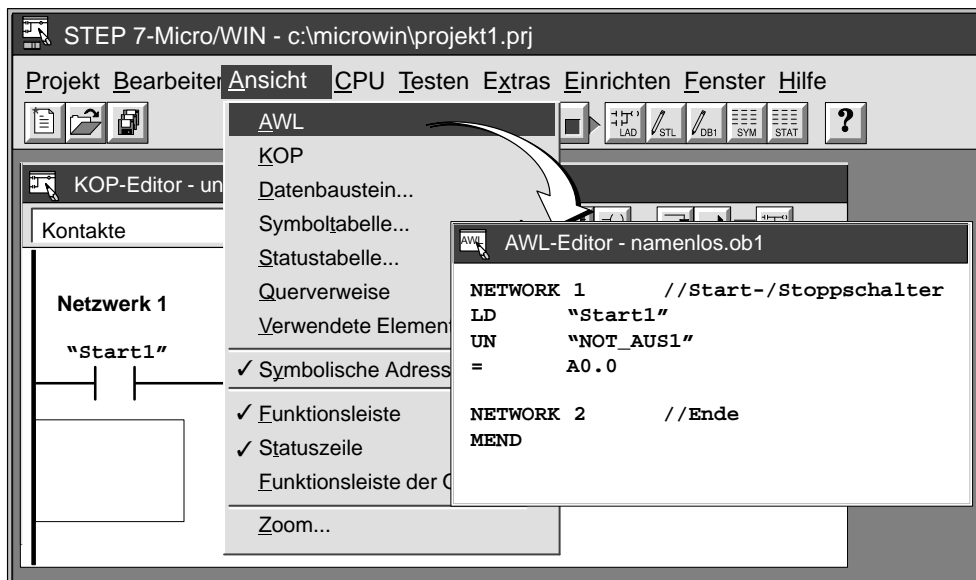 STEP 7-Micro/WIN - c:\microwin\projekt1.prj
Projekt Bearbeiten Ansicht CPU Testen Extras Einrichten Fenster Hilfe
LAD STL DB1 SYM STAT ?
AWL
KOP
Datenbaustein...
Symboltabelle...
Statustabelle...
Querverweise
Verwendete Element
✓ Symbolische Adress
✓ Funktionsleiste
✓ Statuszeile
Funktionsleiste der
Zoom...
KOP-Editor - un
Kontakte
Netzwerk 1
“Start1”
AWL AWL-Editor - namenlos.ob1
NETWORK 1 //Start-/Stoppschalter
LD “Start1”
UN “NOT_AUS1”
= A0.0
NETWORK 2 //Ende
MEND